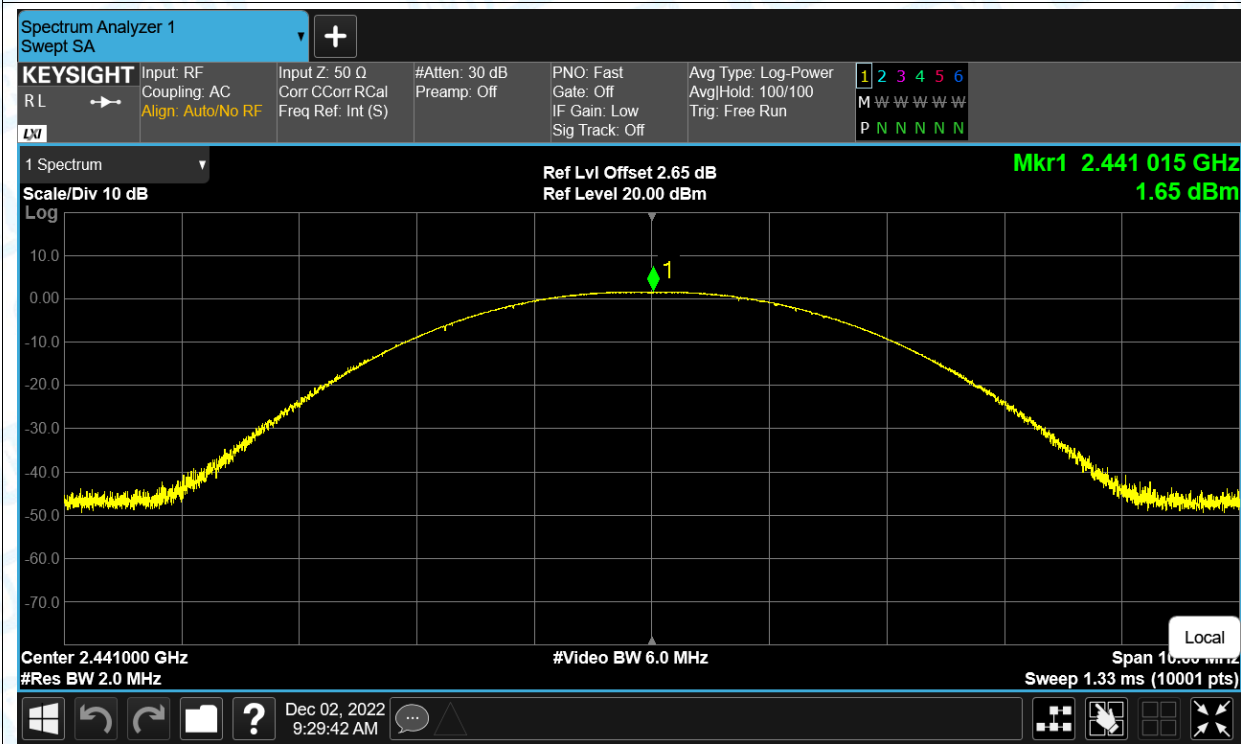 Spectrum Analyzer 1
Swept SA
KEYSIGHT
R L
LXI
Input: RF
Coupling: AC
Align: Auto/No RF
Input Z: 50 Ω
Corr CCorr RCal
Freq Ref: Int (S)
#Atten: 30 dB
Preamp: Off
PNO: Fast
Gate: Off
IF Gain: Low
Sig Track: Off
Avg Type: Log-Power
Avg|Hold: 100/100
Trig: Free Run
1 2 3 4 5 6
M W W W W W
P N N N N N
1 Spectrum
Scale/Div 10 dB
Log
Ref Lvl Offset 2.65 dB
Ref Level 20.00 dBm
Mkr1 2.441 015 GHz
1.65 dBm
1
10.0
0.00
-10.0
-20.0
-30.0
-40.0
-50.0
-60.0
-70.0
Local
Center 2.441000 GHz
#Video BW 6.0 MHz
Span 10.00 MHz
#Res BW 2.0 MHz
Sweep 1.33 ms (10001 pts)
?
Dec 02, 2022
9:29:42 AM